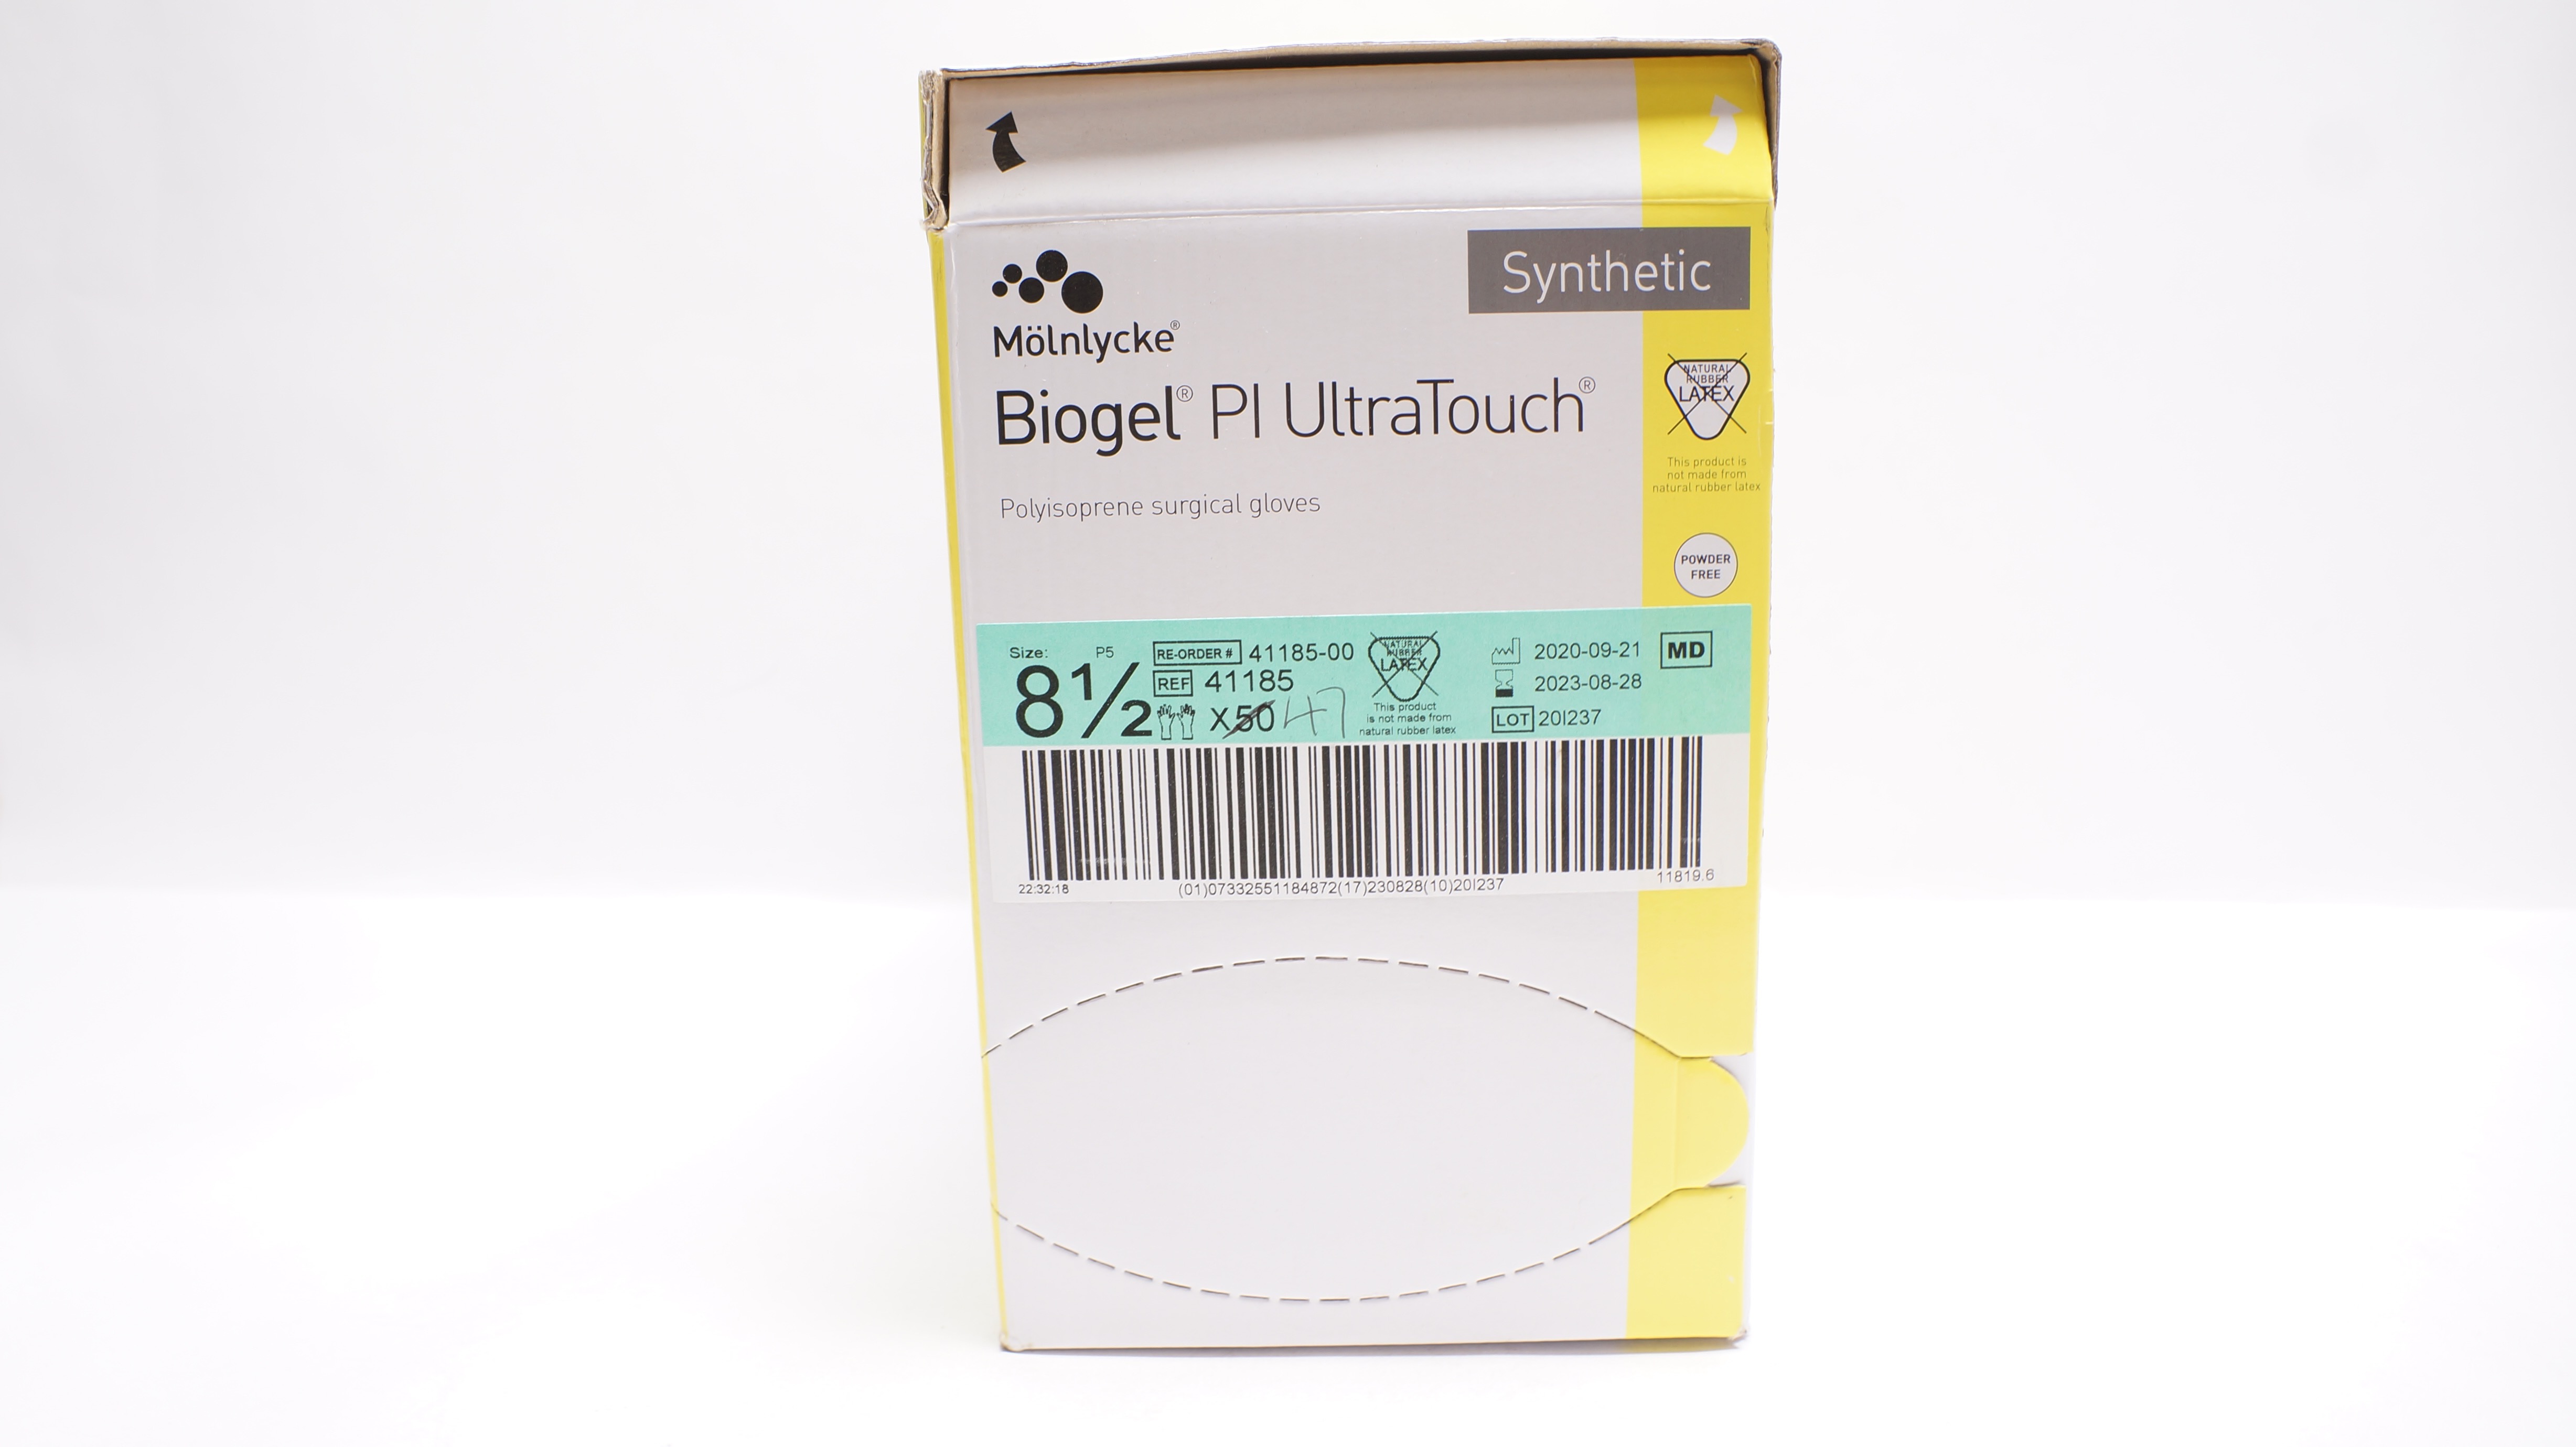 Synthetic
Mölnlycke®
Biogel® PI UltraTouch®
Polyisoprene surgical gloves
NATURAL
RUBBER
LATEX
This product is
not made from
natural rubber latex
POWDER
FREE
Size: P5
8½
RE-ORDER # 41185-00
REF 41185
X50 47
NATURAL
RUBBER
LATEX
This product
is not made from
natural rubber latex
2020-09-21
2023-08-28
LOT 20I237
MD
22:32:18
(01)07332551184872(17)230828(10)20I237
11819.6